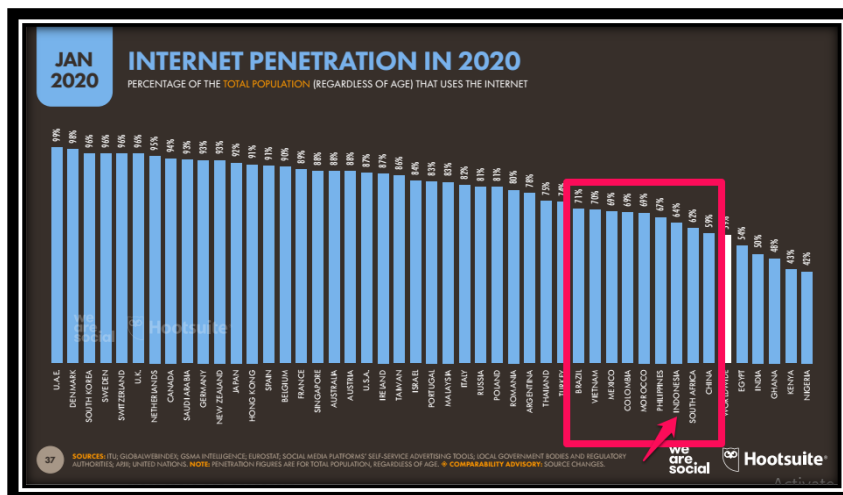 JAN
2020
INTERNET PENETRATION IN 2020
PERCENTAGE OF THE TOTAL POPULATION (REGARDLESS OF AGE) THAT USES THE INTERNET
99% 98% 96% 96% 96% 96% 95% 94% 93% 93% 93% 92% 91% 91% 90% 89% 88% 88% 88% 87% 87% 86% 84% 83% 83% 82% 81% 81% 80% 78% 75% 74% 71% 70% 69% 69% 69% 67% 64% 62% 59% 59% 54% 50% 48% 43% 42%
we are social Hootsuite
U.A.E. DENMARK SOUTH KOREA SWEDEN SWITZERLAND U.K. NETHERLANDS CANADA SAUDI ARABIA GERMANY NEW ZEALAND JAPAN HONG KONG SPAIN BELGIUM FRANCE SINGAPORE AUSTRALIA AUSTRIA U.S.A. IRELAND TAIWAN ISRAEL PORTUGAL MALAYSIA ITALY RUSSIA POLAND ROMANIA ARGENTINA THAILAND TURKEY BRAZIL VIETNAM MEXICO COLOMBIA MOROCCO PHILIPPINES INDONESIA SOUTH AFRICA CHINA WORLDWIDE EGYPT INDIA GHANA KENYA NIGERIA
37
SOURCES: ITU; GLOBALWEBINDEX; GSMA INTELLIGENCE; EUROSTAT; SOCIAL MEDIA PLATFORMS' SELF-SERVICE ADVERTISING TOOLS; LOCAL GOVERNMENT BODIES AND REGULATORY
AUTHORITIES; APJII; UNITED NATIONS. NOTE: PENETRATION FIGURES ARE FOR TOTAL POPULATION, REGARDLESS OF AGE. COMPARABILITY ADVISORY: SOURCE CHANGES.
we
are
social
Hootsuite®
Activate